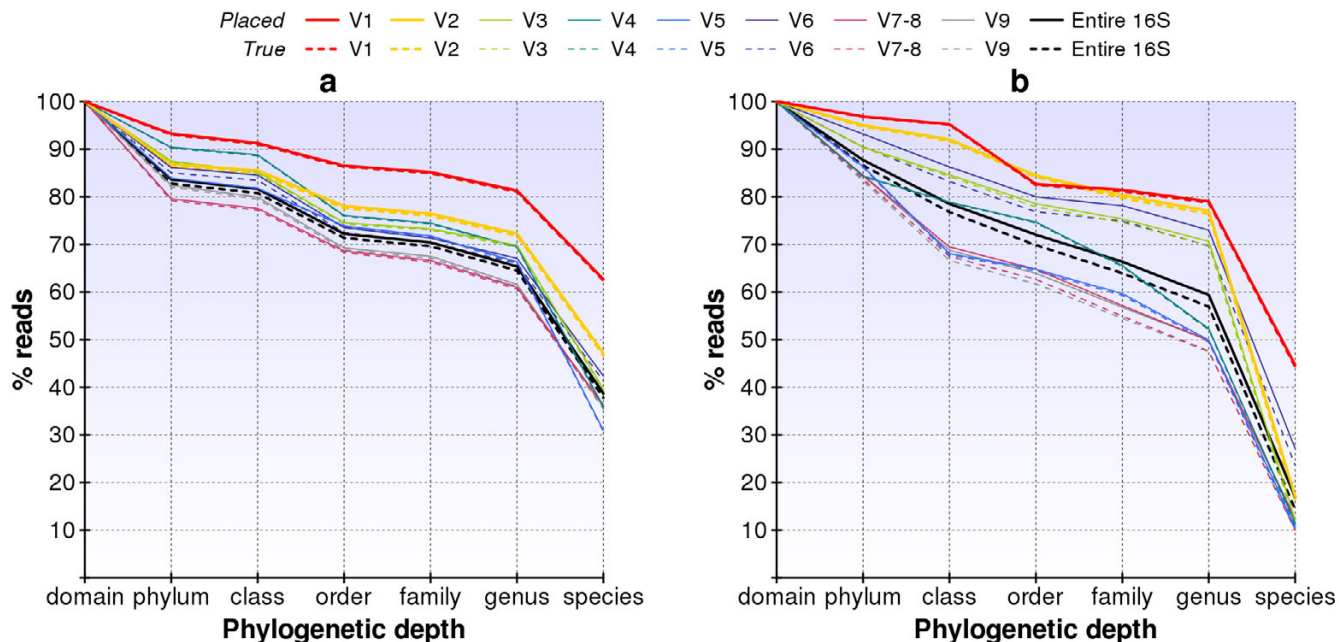 Placed V1 V2 V3 V4 V5 V6 V7-8 V9 Entire 16S
True V1 V2 V3 V4 V5 V6 V7-8 V9 Entire 16S
a
% reads
100
90
80
70
60
50
40
30
20
10
domain phylum class order family genus species
Phylogenetic depth
b
% reads
100
90
80
70
60
50
40
30
20
10
domain phylum class order family genus species
Phylogenetic depth